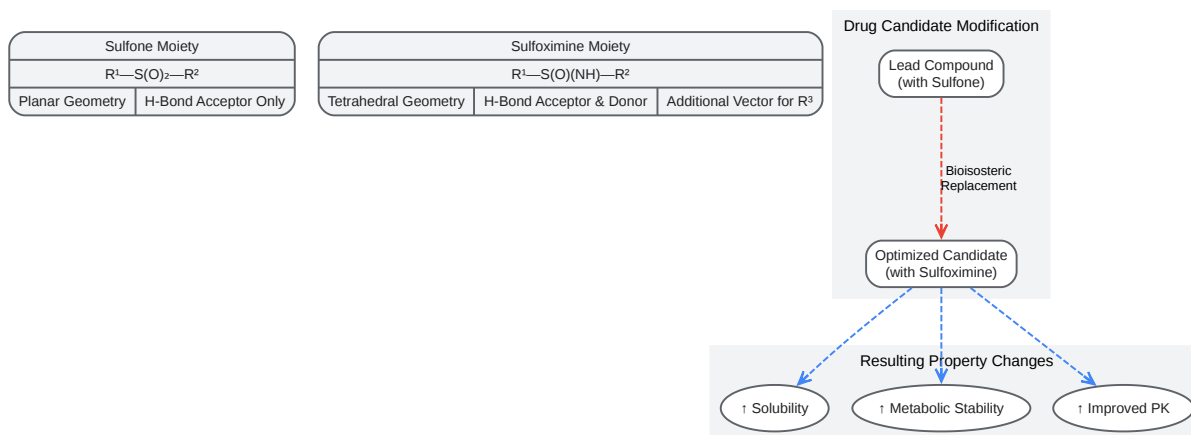 Sulfone Moiety
R¹—S(O)₂—R²
Planar Geometry
H-Bond Acceptor Only
Sulfoximine Moiety
R¹—S(O)(NH)—R²
Tetrahedral Geometry
H-Bond Acceptor & Donor
Additional Vector for R³
Drug Candidate Modification
Lead Compound
(with Sulfone)
Bioisosteric
Replacement
Optimized Candidate
(with Sulfoximine)
Resulting Property Changes
↑ Solubility
↑ Metabolic Stability
↑ Improved PK